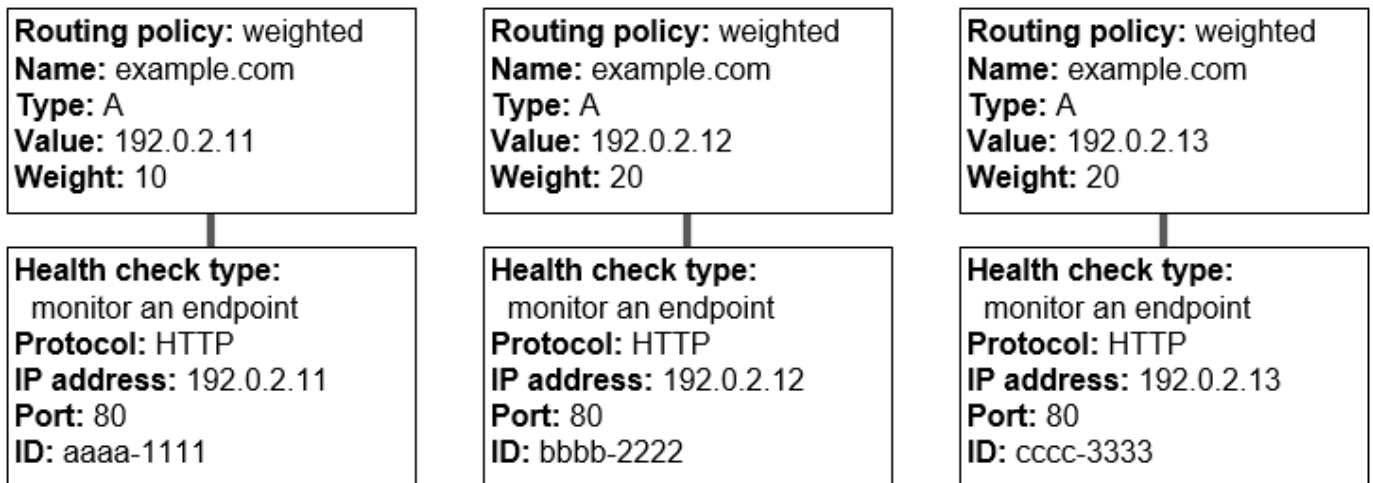 Routing policy: weighted
Name: example.com
Type: A
Value: 192.0.2.11
Weight: 10
Health check type:
monitor an endpoint
Protocol: HTTP
IP address: 192.0.2.11
Port: 80
ID: aaaa-1111
Routing policy: weighted
Name: example.com
Type: A
Value: 192.0.2.12
Weight: 20
Health check type:
monitor an endpoint
Protocol: HTTP
IP address: 192.0.2.12
Port: 80
ID: bbbb-2222
Routing policy: weighted
Name: example.com
Type: A
Value: 192.0.2.13
Weight: 20
Health check type:
monitor an endpoint
Protocol: HTTP
IP address: 192.0.2.13
Port: 80
ID: cccc-3333